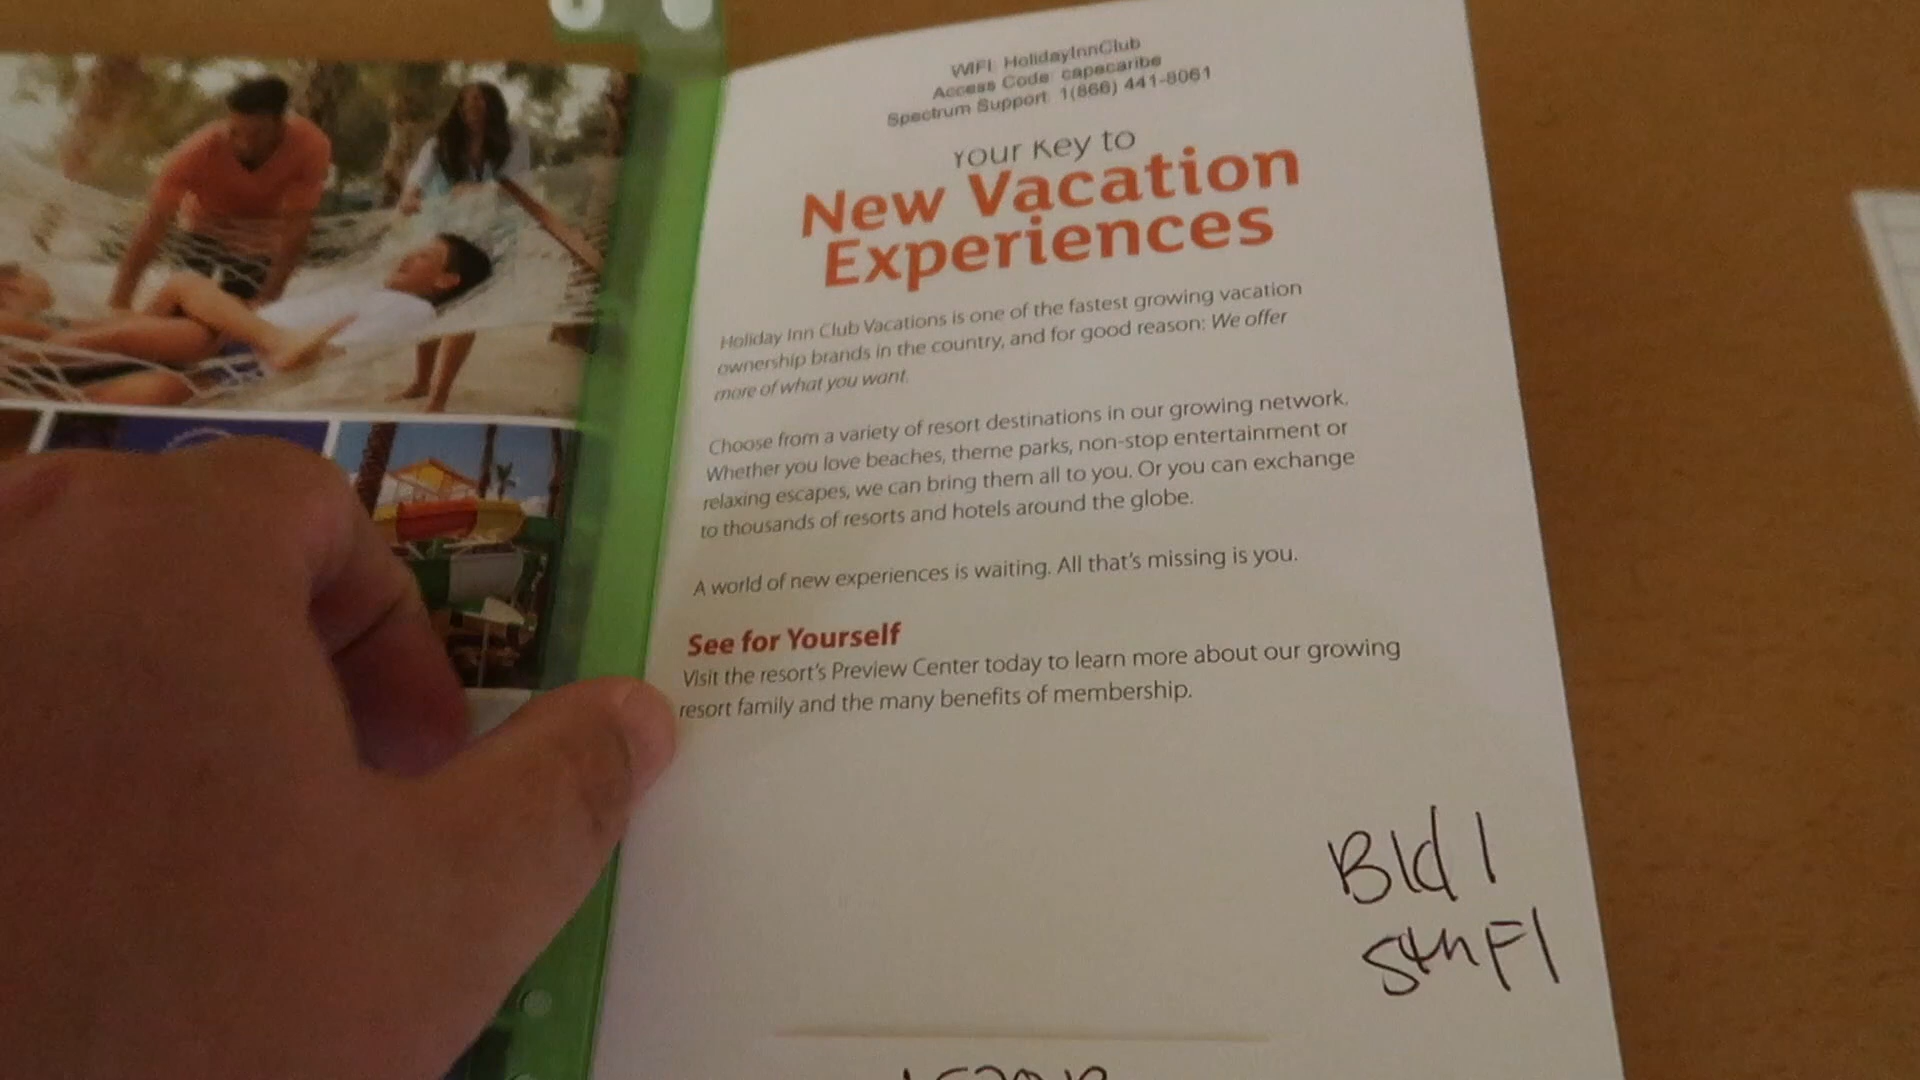 WIFI: HolidayInnClub
Access Code: capecaribe
Spectrum Support 1(866) 441-8061
Your Key to
New Vacation
Experiences
Holiday Inn Club Vacations is one of the fastest growing vacation
ownership brands in the country, and for good reason: We offer
more of what you want.
Choose from a variety of resort destinations in our growing network.
Whether you love beaches, theme parks, non-stop entertainment or
relaxing escapes, we can bring them all to you. Or you can exchange
to thousands of resorts and hotels around the globe.
A world of new experiences is waiting. All that's missing is you.
See for Yourself
Visit the resort's Preview Center today to learn more about our growing
resort family and the many benefits of membership.
Bld 1
5th Fl